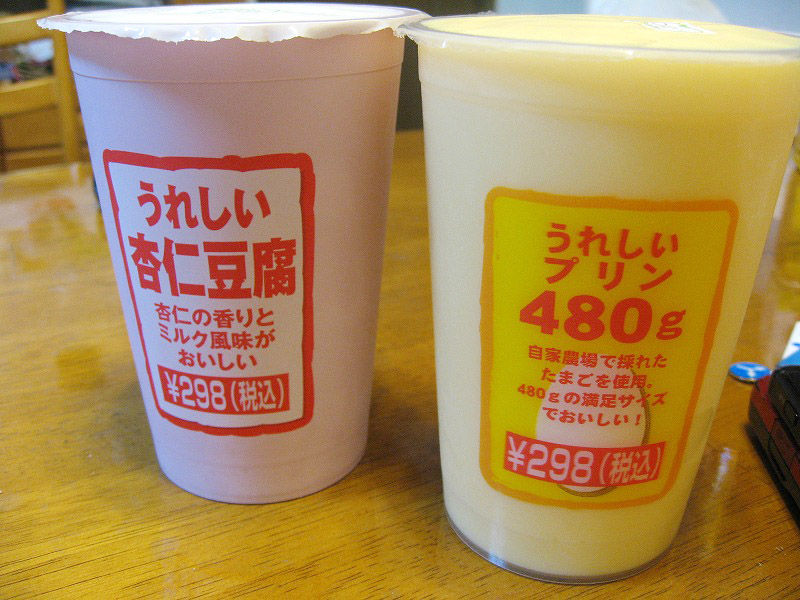 うれしい
杏仁豆腐
杏仁の香りと
ミルク風味が
おいしい
¥298(税込)
うれしい
プリン
480g
自家農場で採れた
たまごを使用。
480gの満足サイズ
でおいしい!
¥298(税込)